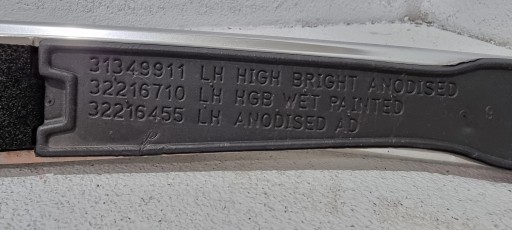 31349911 LH HIGH BRIGHT ANODISED
32216710 LH HGB WET PAINTED
32216455 LH ANODISED AD